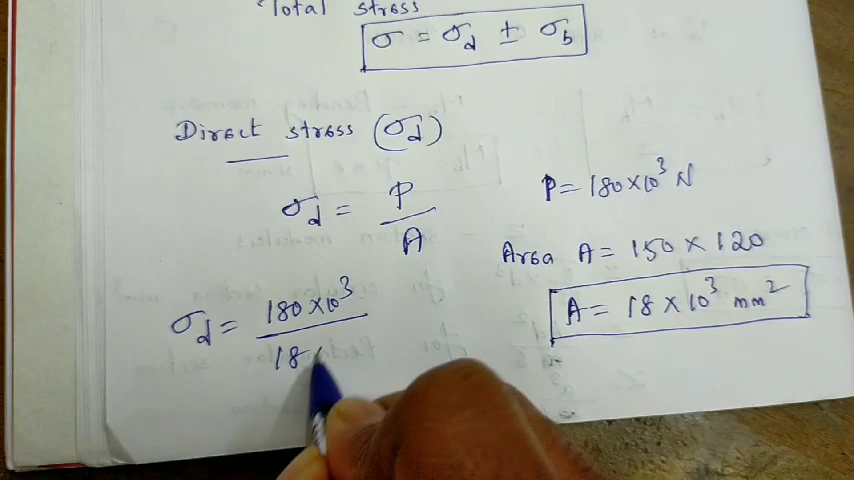 Total stress
σ = σd ± σb
Direct stress (σd)
σd = P / A
P = 180 × 10³ N
Area A = 150 × 120
A = 18 × 10³ mm²
σd = 180 × 10³ / 18